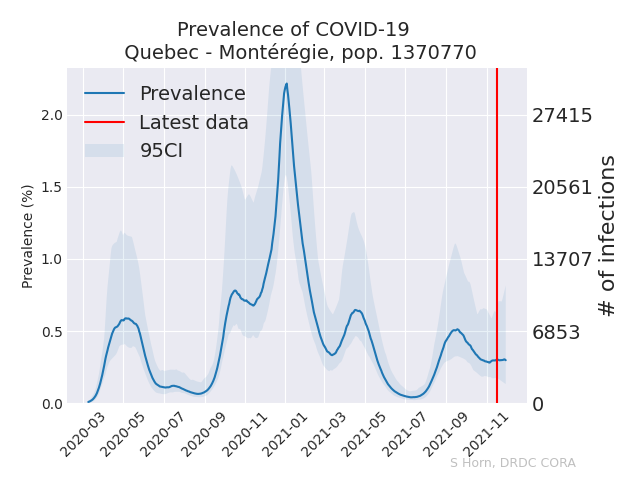 Prevalence of COVID-19
Quebec - Montérégie, pop. 1370770
Prevalence
Latest data
95CI
Prevalence (%)
2.0
1.5
1.0
0.5
0.0
27415
20561
13707
6853
0
# of infections
2020-03
2020-05
2020-07
2020-09
2020-11
2021-01
2021-03
2021-05
2021-07
2021-09
2021-11
S Horn, DRDC CORA